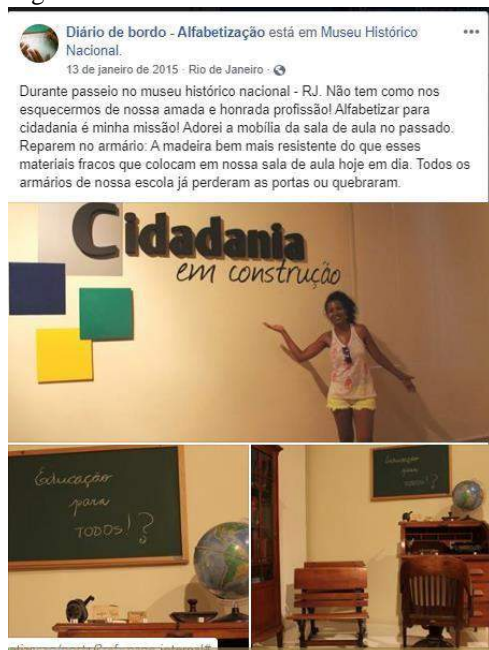 Diário de bordo - Alfabetização está em Museu Histórico
Nacional.
13 de janeiro de 2015 · Rio de Janeiro ·
Durante passeio no museu histórico nacional - RJ. Não tem como nos
esquecermos de nossa amada e honrada profissão! Alfabetizar para
cidadania é minha missão! Adorei a mobília da sala de aula no passado.
Reparem no armário: A madeira bem mais resistente do que esses
materiais fracos que colocam em nossa sala de aula hoje em dia. Todos os
armários de nossa escola já perderam as portas ou quebraram.
Cidadania
em construção
Educação
para
TODOS!?
Educação
para
TODOS!?